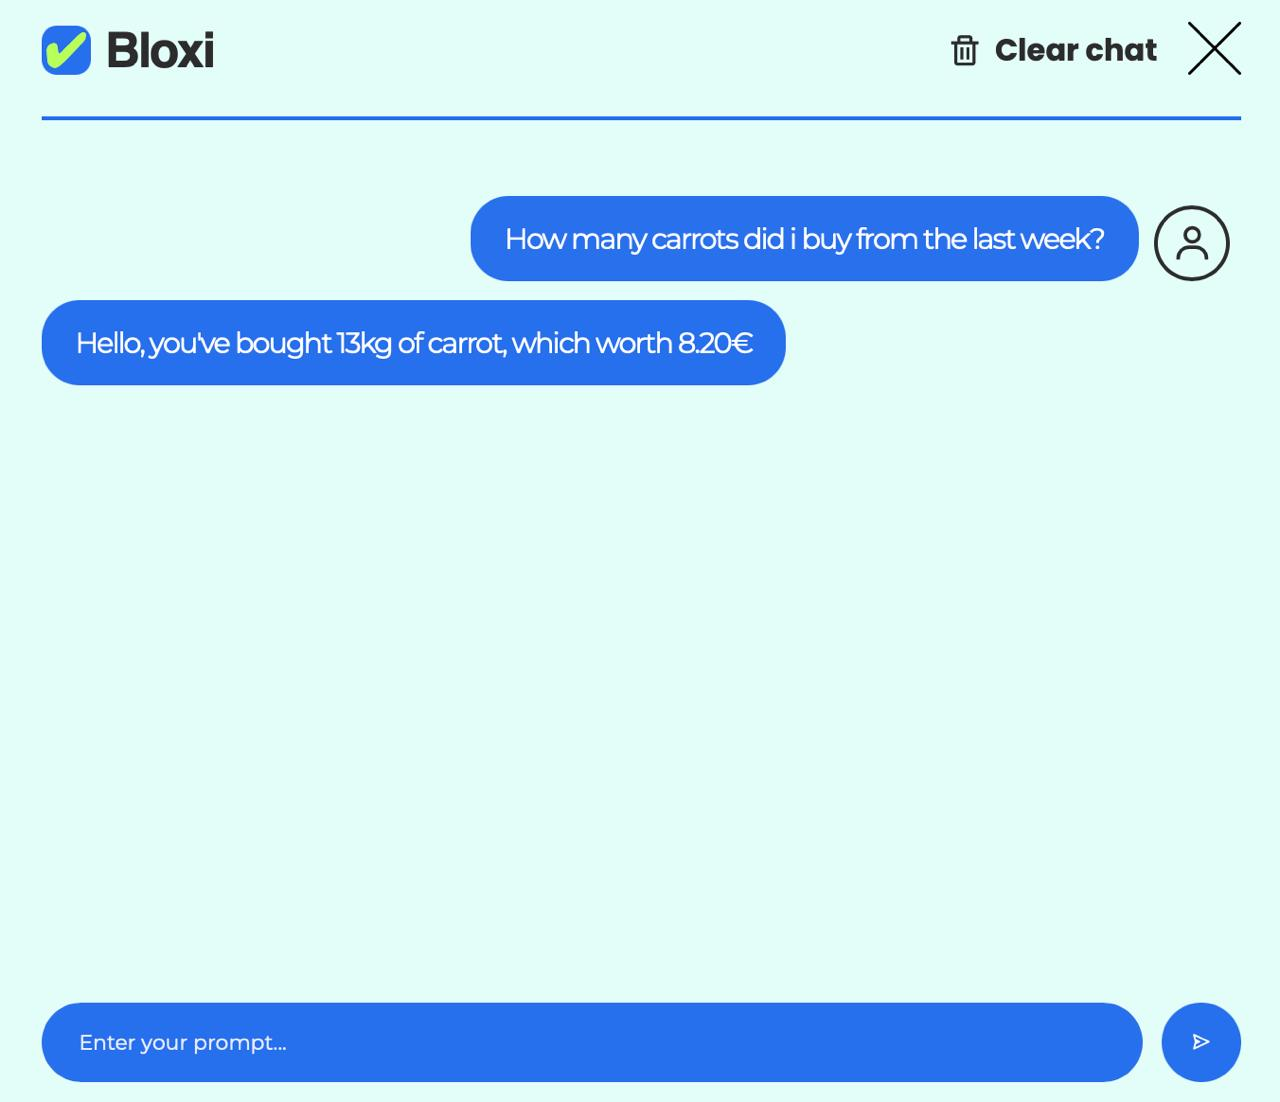 Bloxi
Clear chat
How many carrots did i buy from the last week?
Hello, you've bought 13kg of carrot, which worth 8.20€
Enter your prompt...